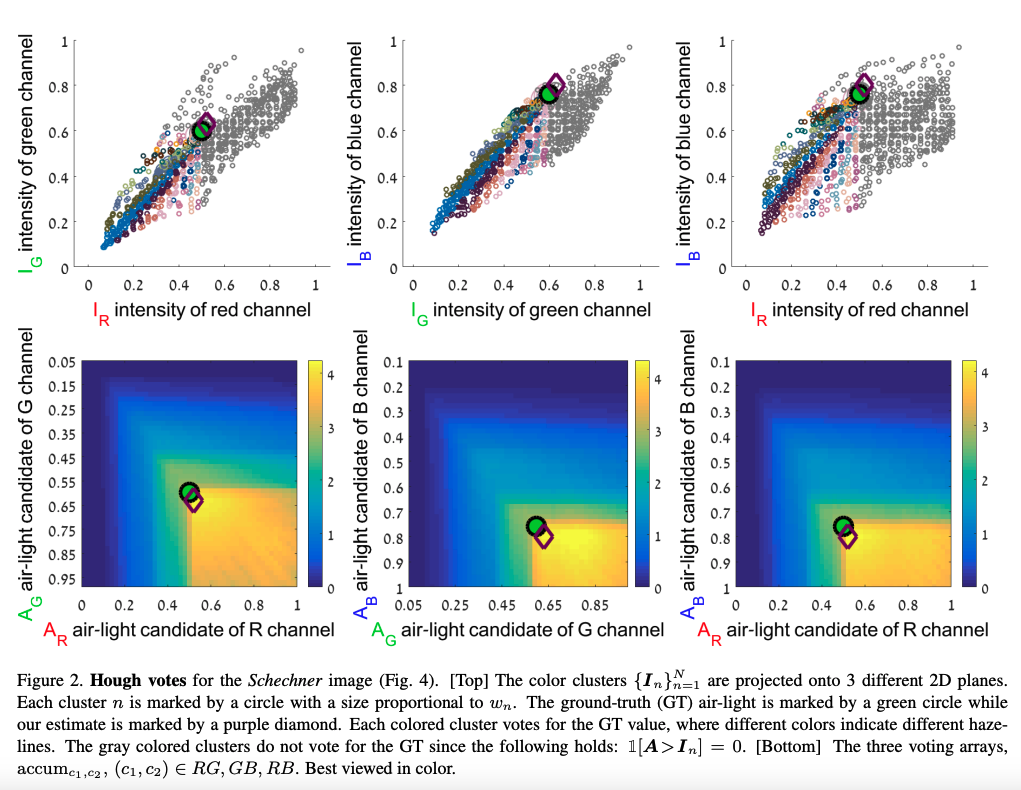 I_G intensity of green channel
1
0.8
0.6
0.4
0.2
0
0 0.2 0.4 0.6 0.8 1
I_R intensity of red channel
I_B intensity of blue channel
1
0.8
0.6
0.4
0.2
0
0 0.2 0.4 0.6 0.8 1
I_G intensity of green channel
I_B intensity of blue channel
1
0.8
0.6
0.4
0.2
0
0 0.2 0.4 0.6 0.8 1
I_R intensity of red channel
A_G air-light candidate of G channel
0.05
0.15
0.25
0.35
0.45
0.55
0.65
0.75
0.85
0.95
0 0.2 0.4 0.6 0.8 1
A_R air-light candidate of R channel
4
3
2
1
0
A_B air-light candidate of B channel
0.1
0.2
0.3
0.4
0.5
0.6
0.7
0.8
0.9
1
0.05 0.25 0.45 0.65 0.85
A_G air-light candidate of G channel
4
3
2
1
0
A_B air-light candidate of B channel
0.1
0.2
0.3
0.4
0.5
0.6
0.7
0.8
0.9
1
0 0.2 0.4 0.6 0.8 1
A_R air-light candidate of R channel
4
3
2
1
0
Figure 2. Hough votes for the Schechner image (Fig. 4). [Top] The color clusters {I_n}_{n=1}^N are projected onto 3 different 2D planes.
Each cluster n is marked by a circle with a size proportional to w_n. The ground-truth (GT) air-light is marked by a green circle while
our estimate is marked by a purple diamond. Each colored cluster votes for the GT value, where different colors indicate different haze-
lines. The gray colored clusters do not vote for the GT since the following holds: 𝟙[A>I_n] = 0. [Bottom] The three voting arrays,
accum_{c1,c2}, (c_1, c_2) ∈ RG, GB, RB. Best viewed in color.